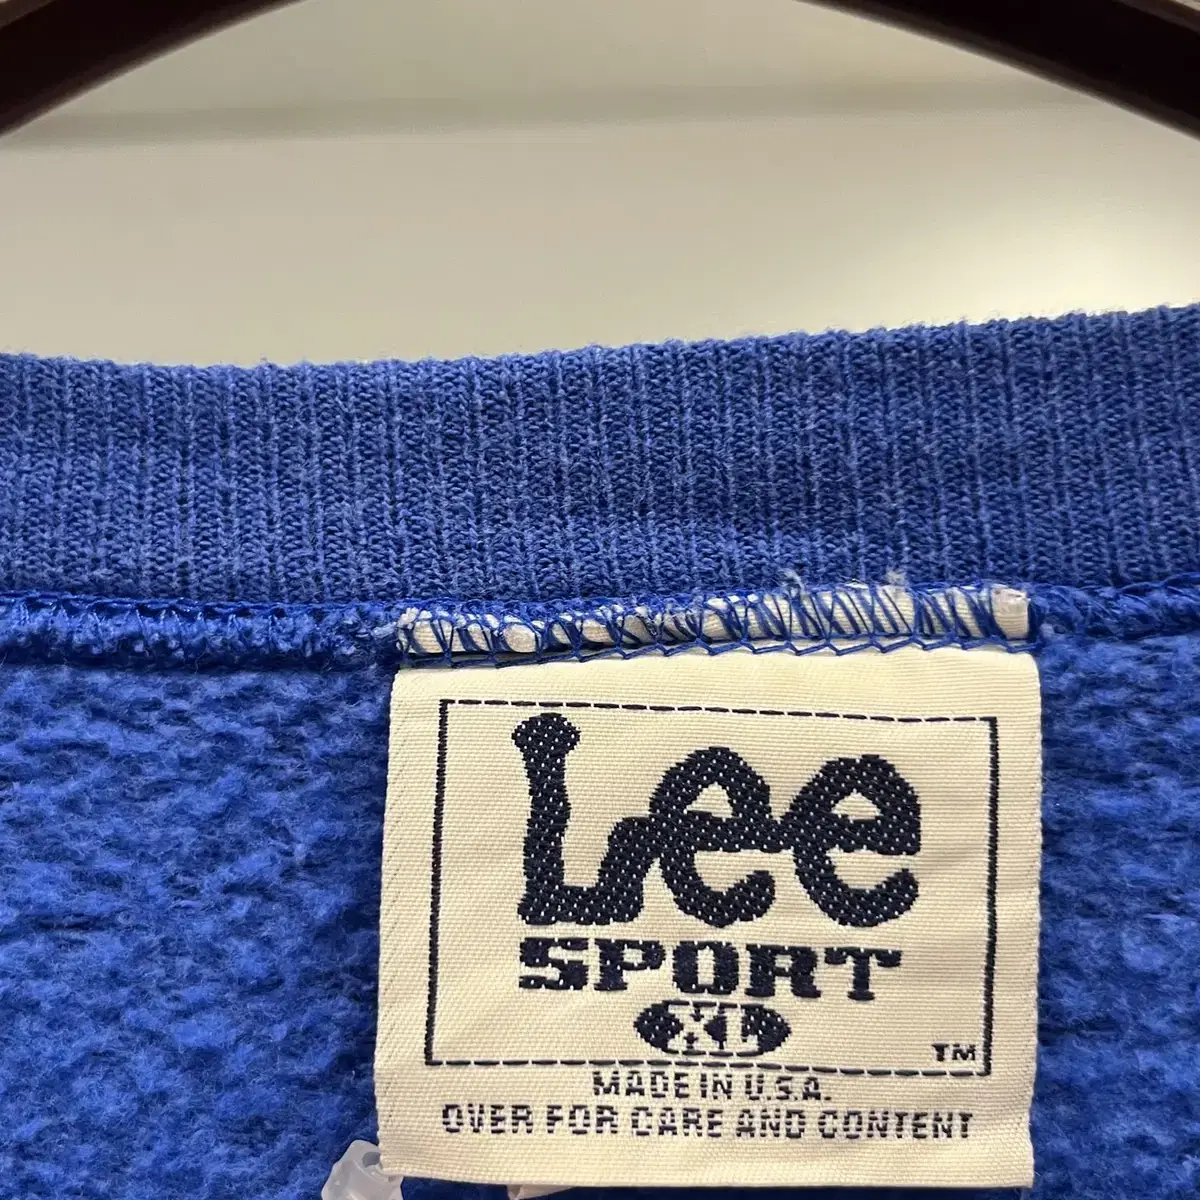 Lee
SPORT
XL
TM
MADE IN U.S.A.
OVER FOR CARE AND CONTENT